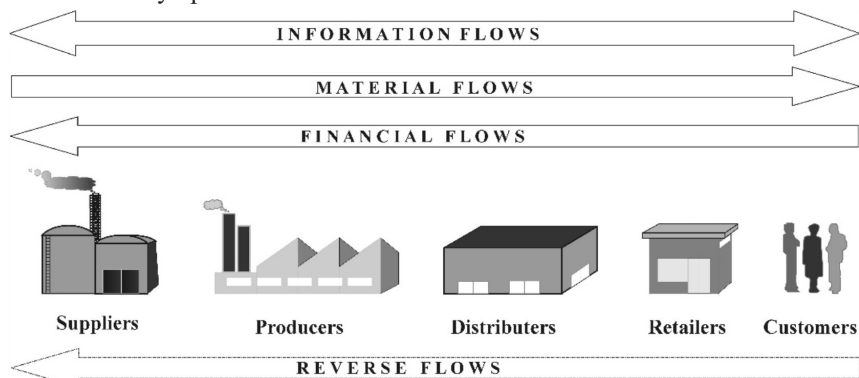 INFORMATION FLOWS
MATERIAL FLOWS
FINANCIAL FLOWS
Suppliers Producers Distributers Retailers Customers
REVERSE FLOWS